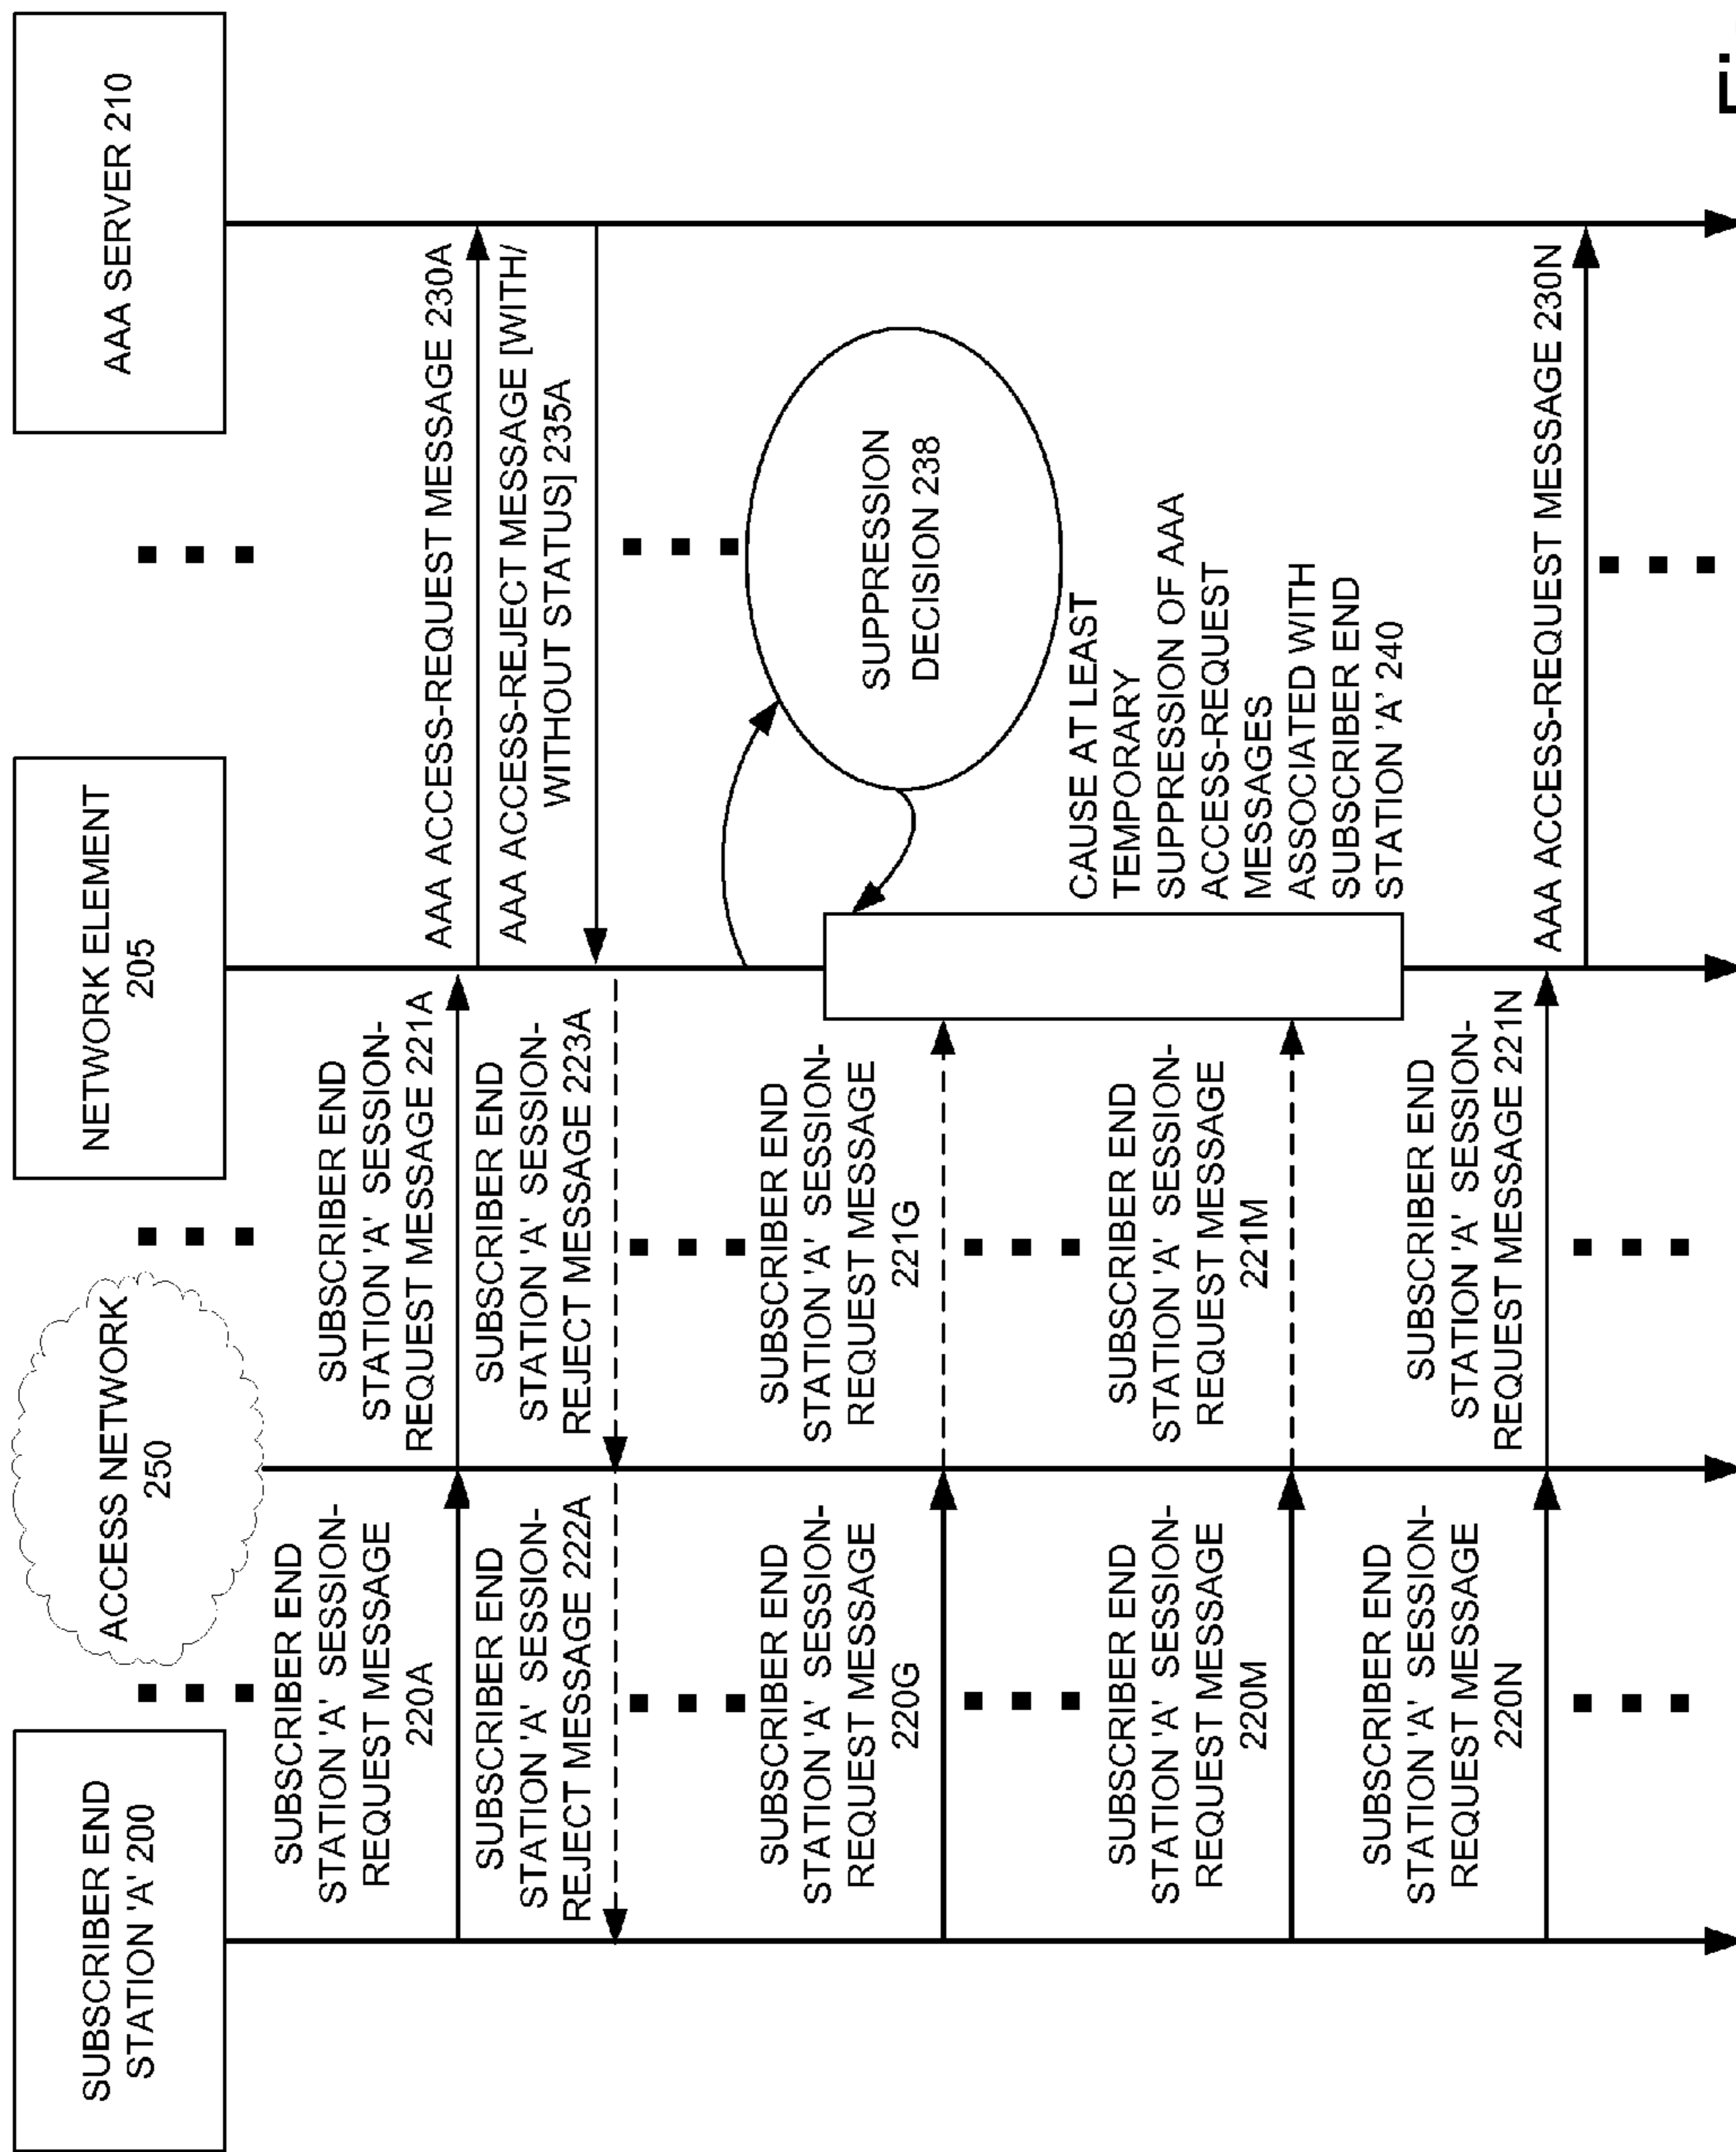 SUBSCRIBER END
STATION 'A' 200
ACCESS NETWORK
250
NETWORK ELEMENT
205
AAA SERVER 210
SUBSCRIBER END
STATION 'A' SESSION-
REQUEST MESSAGE
220A
SUBSCRIBER END
STATION 'A' SESSION-
REQUEST MESSAGE 221A
AAA ACCESS-REQUEST MESSAGE 230A
SUBSCRIBER END
STATION 'A' SESSION-
REJECT MESSAGE 222A
SUBSCRIBER END
STATION 'A' SESSION-
REJECT MESSAGE 223A
AAA ACCESS-REJECT MESSAGE [WITH/
WITHOUT STATUS] 235A
SUPPRESSION
DECISION 238
SUBSCRIBER END
STATION 'A' SESSION-
REQUEST MESSAGE
220G
SUBSCRIBER END
STATION 'A' SESSION-
REQUEST MESSAGE
221G
CAUSE AT LEAST
TEMPORARY
SUPPRESSION OF AAA
ACCESS-REQUEST
MESSAGES
ASSOCIATED WITH
SUBSCRIBER END
STATION 'A' 240
SUBSCRIBER END
STATION 'A' SESSION-
REQUEST MESSAGE
220M
SUBSCRIBER END
STATION 'A' SESSION-
REQUEST MESSAGE
221M
SUBSCRIBER END
STATION 'A' SESSION-
REQUEST MESSAGE
220N
SUBSCRIBER END
STATION 'A' SESSION-
REQUEST MESSAGE 221N
AAA ACCESS-REQUEST MESSAGE 230N